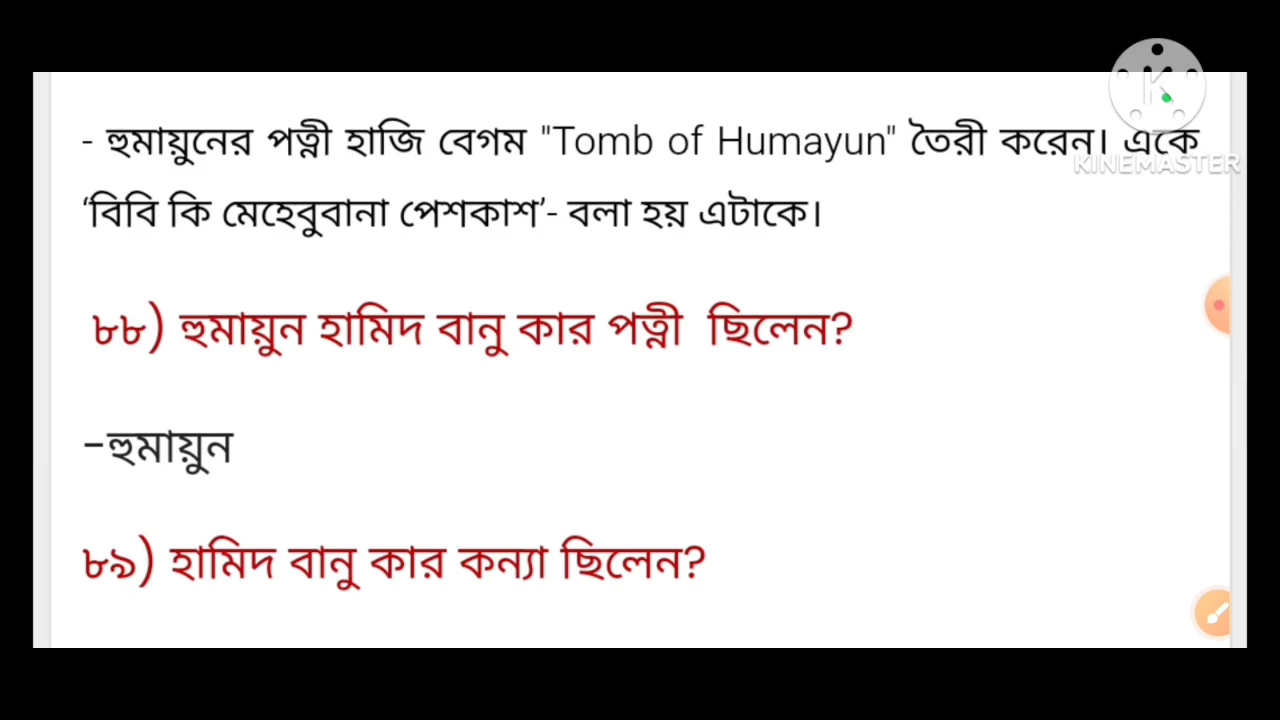 - হুমায়ুনের পত্নী হাজি বেগম "Tomb of Humayun" তৈরী করেন। একে
‘বিবি কি মেহেবুবানা পেশকাশ’- বলা হয় এটাকে।
৮৮) হুমায়ুন হামিদ বানু কার পত্নী ছিলেন?
-হুমায়ুন
৮৯) হামিদ বানু কার কন্যা ছিলেন?
KINEMASTER